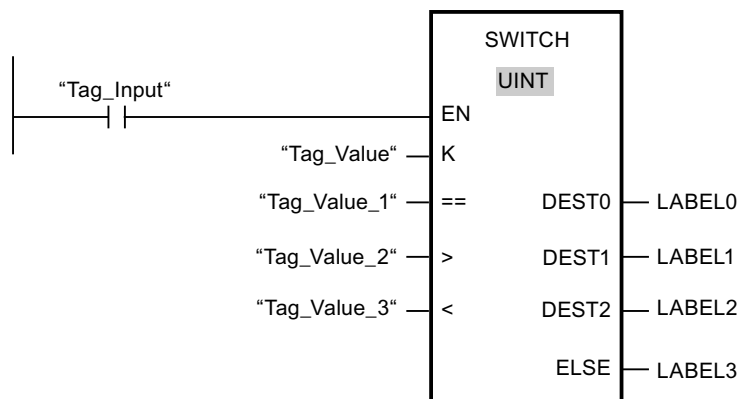 SWITCH
UINT
“Tag_Input“
EN
“Tag_Value“ K
“Tag_Value_1“ == DEST0 LABEL0
“Tag_Value_2“ > DEST1 LABEL1
“Tag_Value_3“ < DEST2 LABEL2
ELSE LABEL3